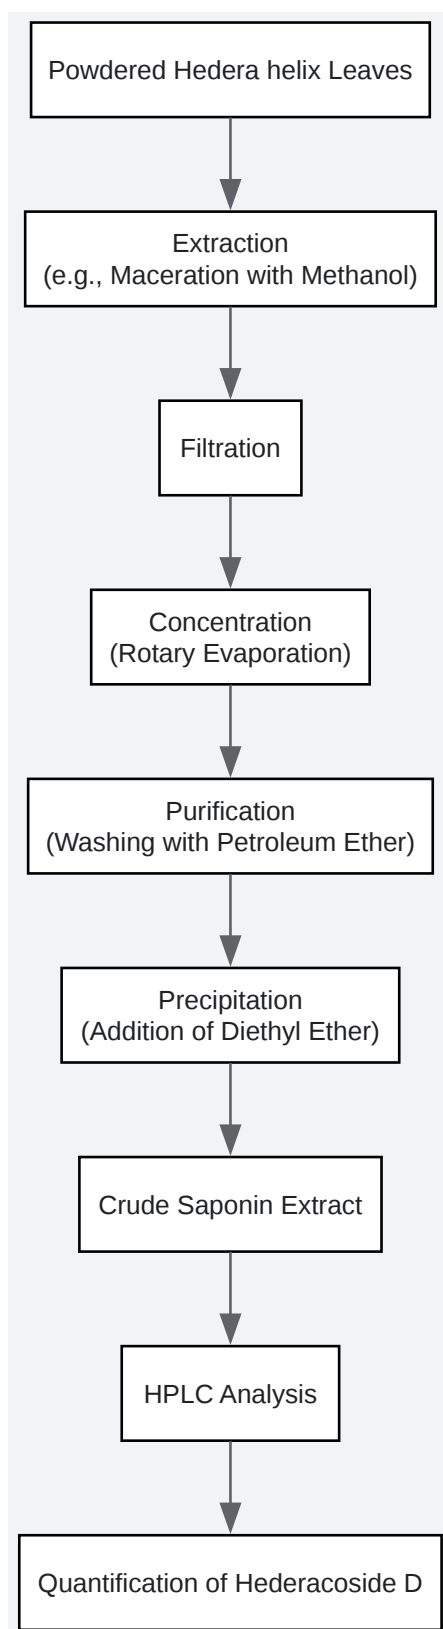 Powdered Hedera helix Leaves
Extraction
(e.g., Maceration with Methanol)
Filtration
Concentration
(Rotary Evaporation)
Purification
(Washing with Petroleum Ether)
Precipitation
(Addition of Diethyl Ether)
Crude Saponin Extract
HPLC Analysis
Quantification of Hederacoside D